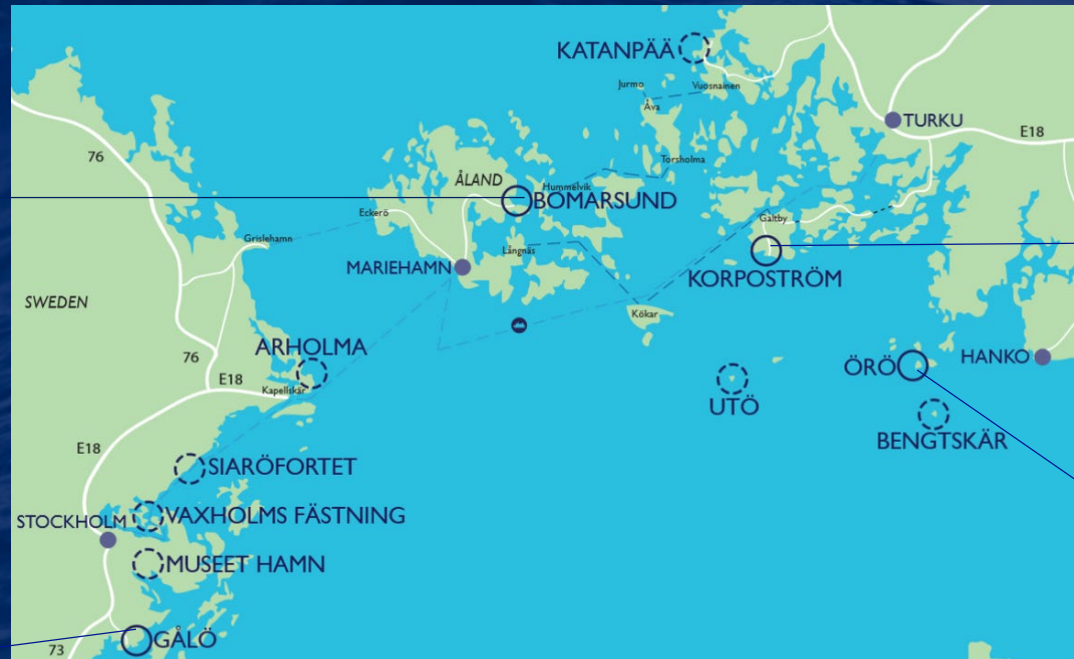 KATANPÄÄ
Jurmo
Vuosnainen
Åva
TURKU
E18
76
Torsholma
ÅLAND
Hummelvik
BOMARSUND
Eckerö
Galtby
Grislehamn
Långnäs
MARIEHAMN
KORPOSTRÖM
SWEDEN
Kökar
ARHOLMA
76
HANKO
ÖRÖ
E18
Kapellskär
UTÖ
BENGTSKÄR
E18
SIARÖFORTET
VAXHOLMS FÄSTNING
STOCKHOLM
MUSEET HAMN
GÅLÖ
73